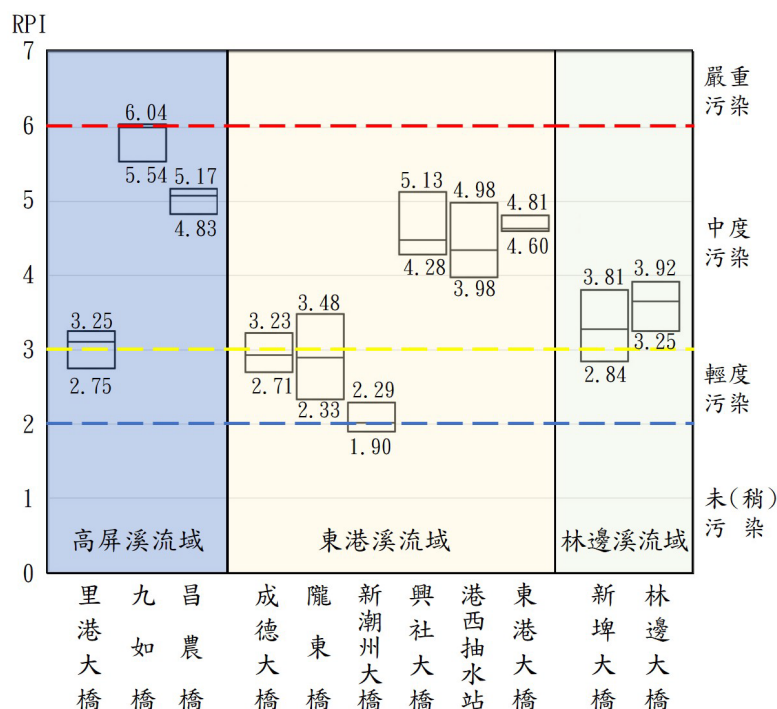 RPI
7
6
5
4
3
2
1
0
嚴重
污染
中度
污染
輕度
污染
未(稍)
污 染
6.04
5.54
5.17
4.83
3.25
2.75
3.23
2.71
3.48
2.33
2.29
1.90
5.13
4.28
4.98
3.98
4.81
4.60
3.81
2.84
3.92
3.25
高屏溪流域
東港溪流域
林邊溪流域
里港大橋
九如橋
昌農橋
成德大橋
隴東橋
新潮州大橋
興社大橋
港西抽水站
東港大橋
新埤大橋
林邊大橋